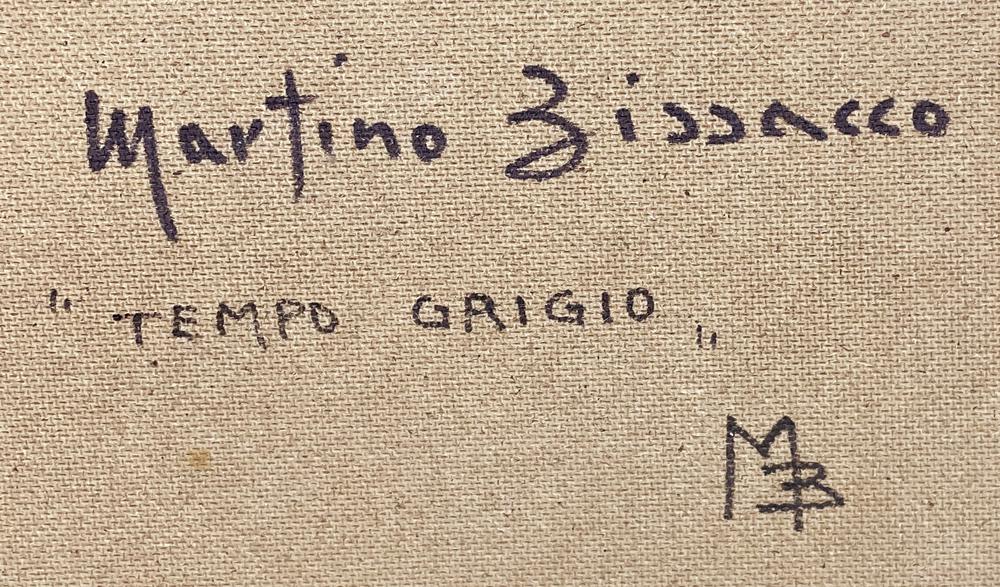 Martino Bissacco
" TEMPO GRIGIO "
MB